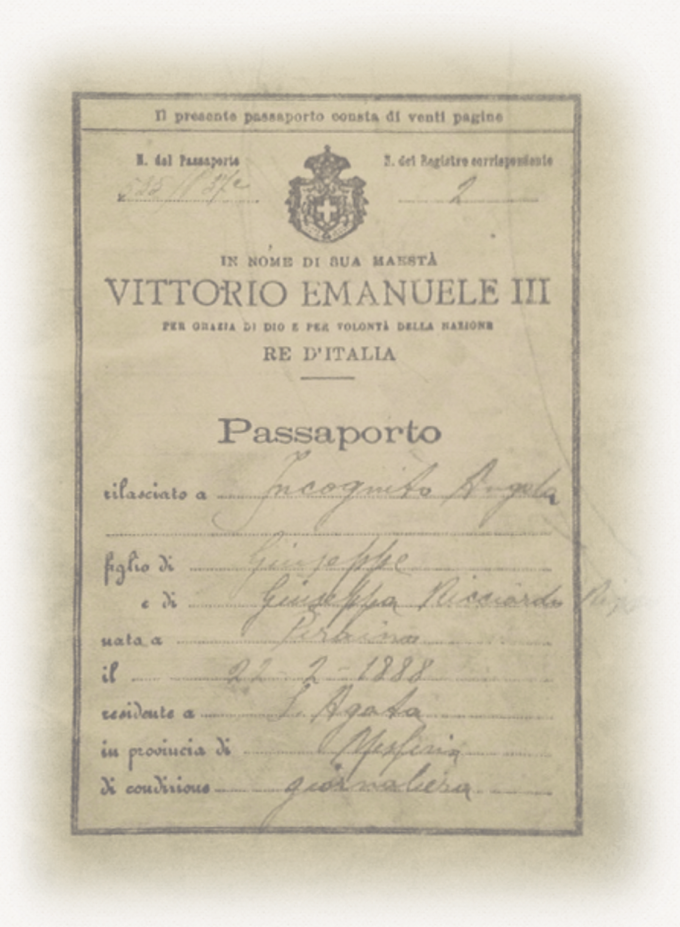 Il presente passaporto consta di venti pagine
N. del Passaporto
N. del Registro corrispondente
2
IN NOME DI SUA MAESTÀ
VITTORIO EMANUELE III
PER GRAZIA DI DIO E PER VOLONTÀ DELLA NAZIONE
RE D'ITALIA
Passaporto
rilasciato a Incognito Angela
figlio di Giuseppe
e di Giuseppa Ricciardo
nata a
il 22-2-1888
residente a S. Agata
in provincia di Messina
di condizione giornaliera